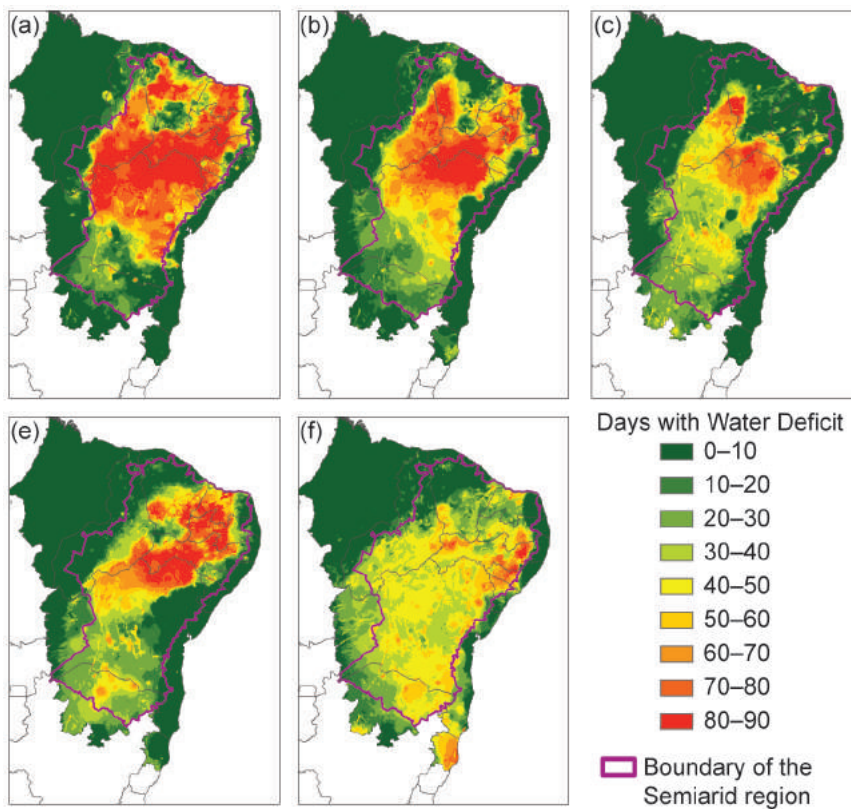 (a)
(b)
(c)
(e)
(f)
Days with Water Deficit
0–10
10–20
20–30
30–40
40–50
50–60
60–70
70–80
80–90
Boundary of the
Semiarid region